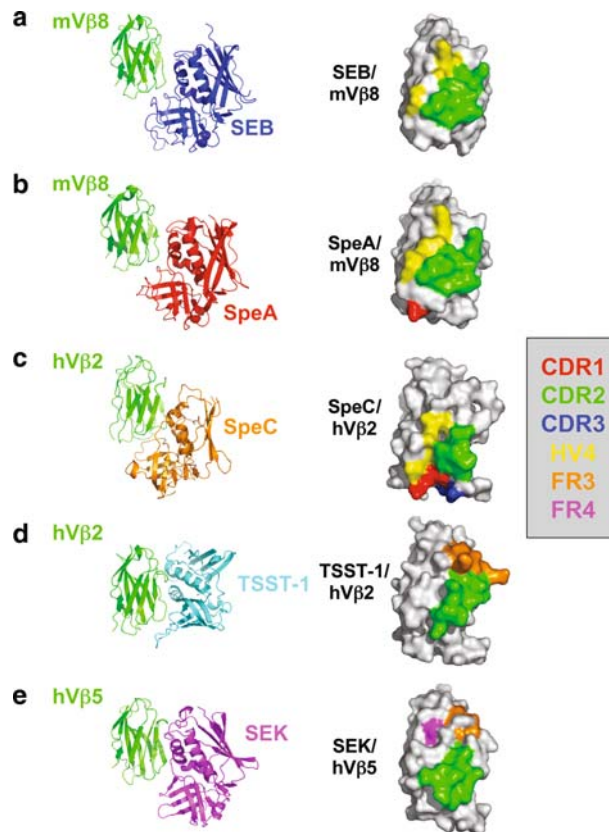 a
mVβ8
SEB
SEB/
mVβ8
b
mVβ8
SpeA
SpeA/
mVβ8
c
hVβ2
SpeC
SpeC/
hVβ2
d
hVβ2
TSST-1
TSST-1/
hVβ2
e
hVβ5
SEK
SEK/
hVβ5
CDR1
CDR2
CDR3
HV4
FR3
FR4